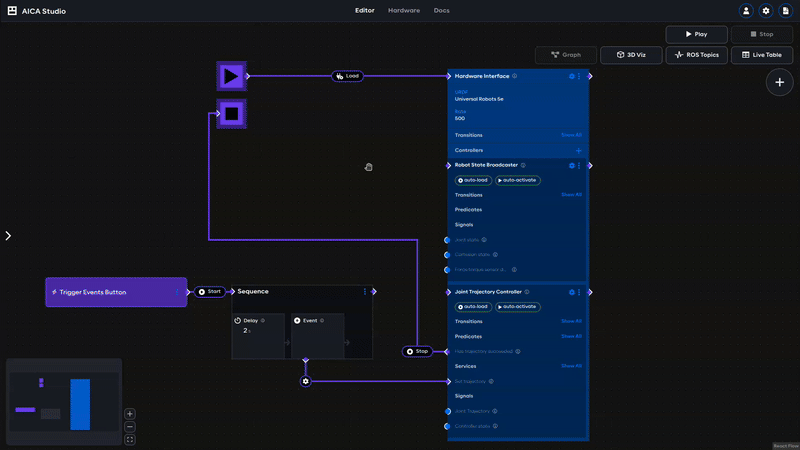 AICA Studio
Editor
Hardware
Docs
Play
Stop
Graph
3D Viz
ROS Topics
Live Table
Load
Hardware Interface
URDF
Universal Robots 5e
Rate
500
Transitions
Show All
Controllers
Robot State Broadcaster
auto-load
auto-activate
Transitions
Show All
Predicates
Signals
Joint state
Cartesian state
Force-torque sensor d...
Trigger Events Button
Start
Sequence
Delay
2 s
Event
Joint Trajectory Controller
auto-load
auto-activate
Transitions
Show All
Predicates
Show All
Stop
Has trajectory succeeded
Services
Show All
Set trajectory
Signals
Joint Trajectory
Controller state
React Flow